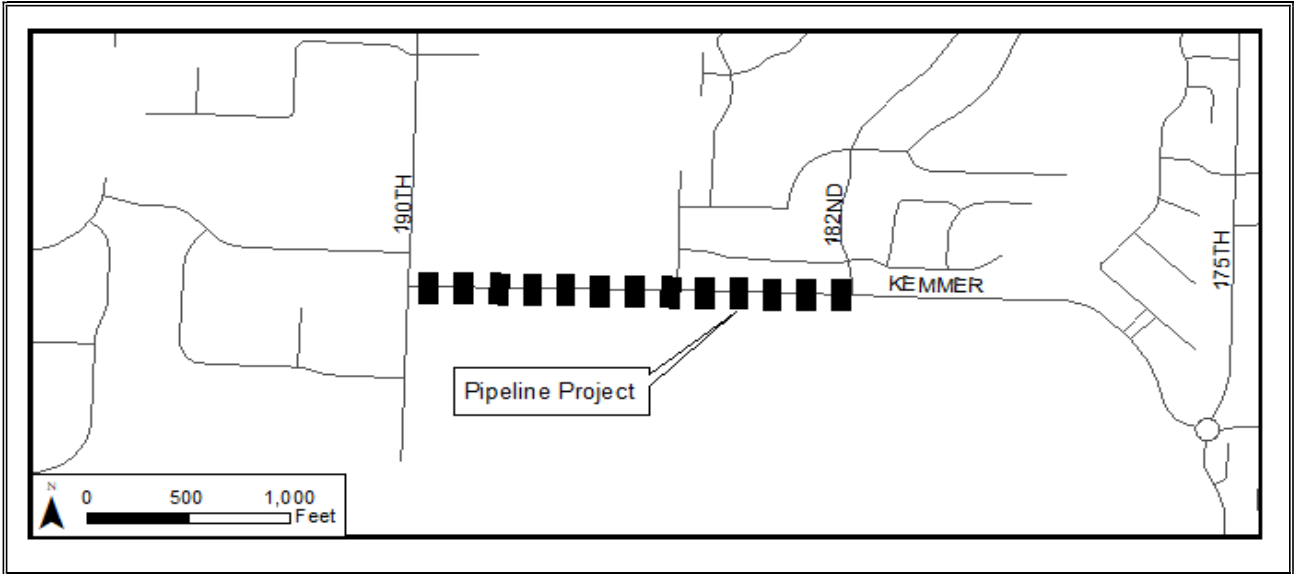 190TH
182ND
175TH
KEMMER
Pipeline Project
N
0 500 1,000
Feet